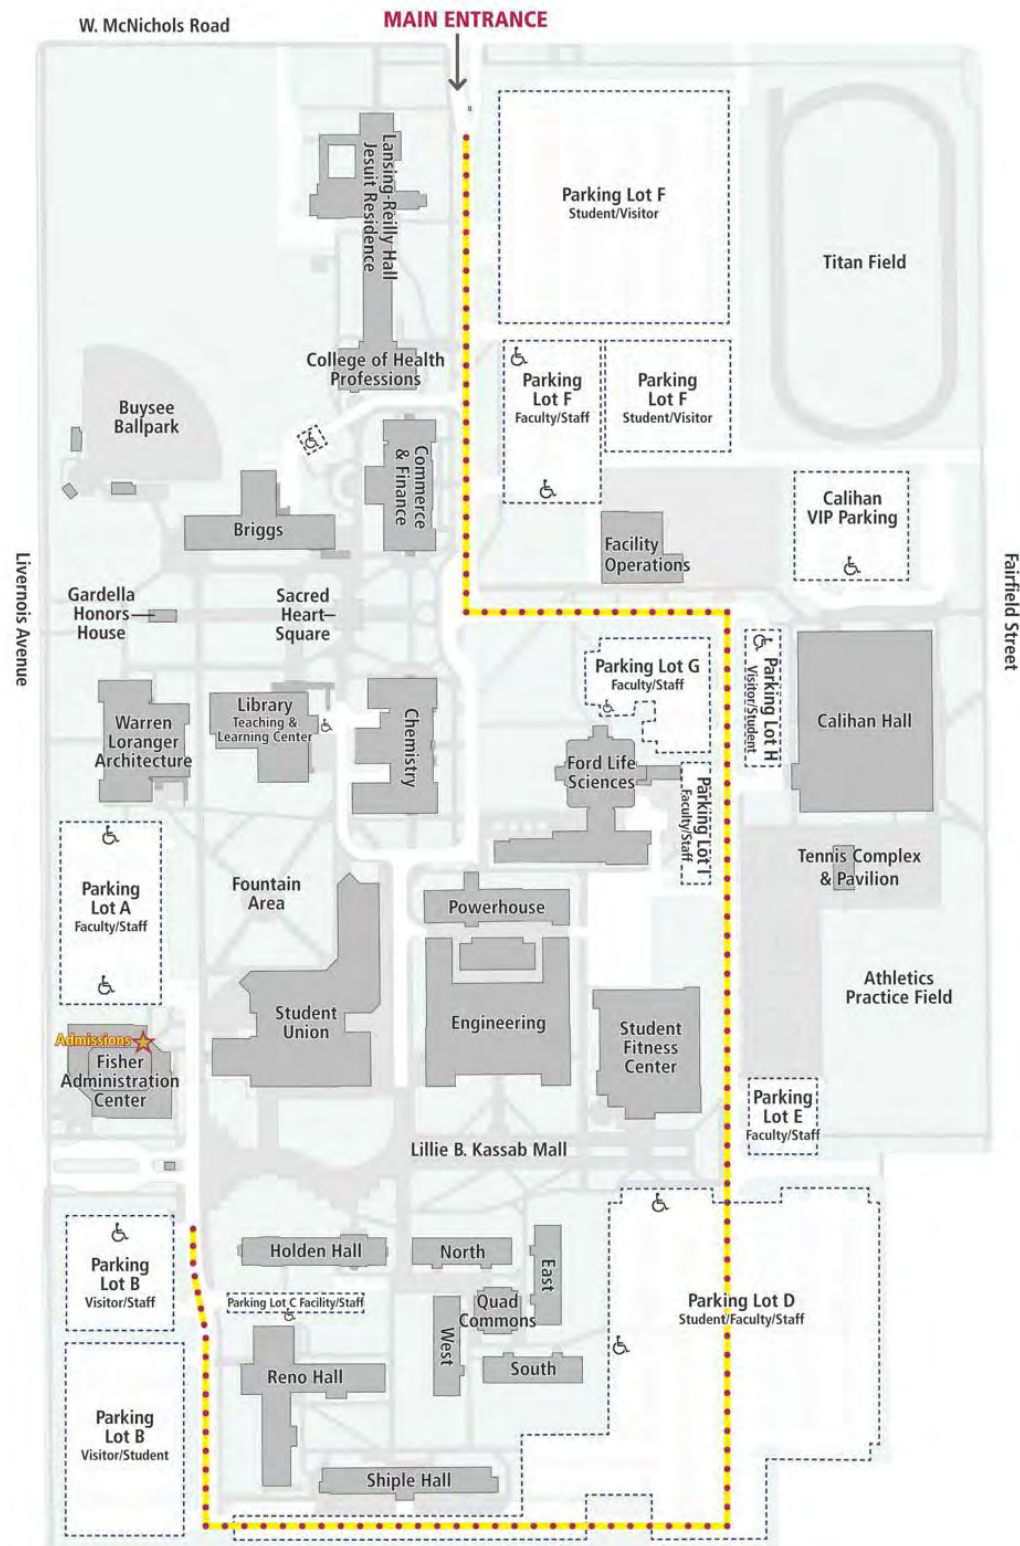 MAIN ENTRANCE
W. McNichols Road
Lansing-Reilly Hall
Jesuit Residence
Parking Lot F
Student/Visitor
Titan Field
College of Health
Professions
Parking
Lot F
Faculty/Staff
Parking
Lot F
Student/Visitor
Buysee
Ballpark
Commerce
& Finance
Calihan
VIP Parking
Briggs
Facility
Operations
Livernois Avenue
Fairfield Street
Gardella
Honors
House
Sacred
Heart
Square
Parking Lot G
Faculty/Staff
Parking Lot H
Visitor/Student
Calihan Hall
Warren
Loranger
Architecture
Library
Teaching &
Learning Center
Chemistry
Ford Life
Sciences
Parking Lot I
Faculty/Staff
Tennis Complex
& Pavilion
Parking
Lot A
Faculty/Staff
Fountain
Area
Powerhouse
Athletics
Practice Field
Student
Union
Engineering
Student
Fitness
Center
Admissions
Fisher
Administration
Center
Parking
Lot E
Faculty/Staff
Lillie B. Kassab Mall
Parking
Lot B
Visitor/Staff
Holden Hall
North
East
Parking Lot C Facility/Staff
Quad
Commons
Parking Lot D
Student/Faculty/Staff
West
South
Reno Hall
Parking
Lot B
Visitor/Student
Shiple Hall